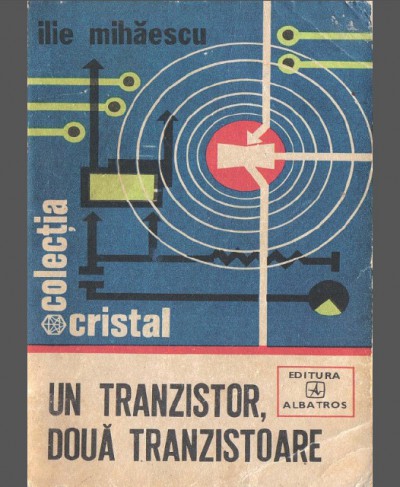 ilie mihăescu
colecția
cristal
EDITURA
ALBATROS
UN TRANZISTOR,
DOUĂ TRANZISTOARE